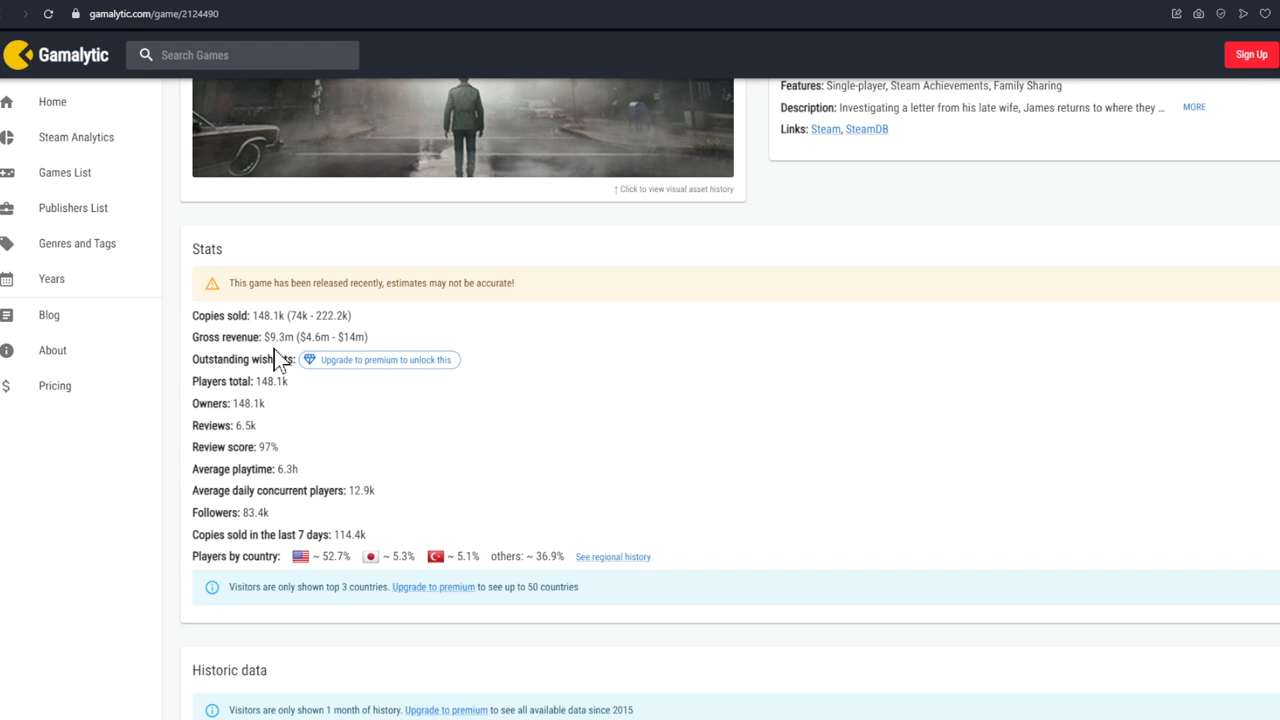 gamalytic.com/game/2124490
Gamalytic
Search Games
Sign Up
Home
Steam Analytics
Games List
Publishers List
Genres and Tags
Years
Blog
About
Pricing
↑ Click to view visual asset history
Features: Single-player, Steam Achievements, Family Sharing
Description: Investigating a letter from his late wife, James returns to where they ... MORE
Links: Steam, SteamDB
Stats
This game has been released recently, estimates may not be accurate!
Copies sold: 148.1k (74k - 222.2k)
Gross revenue: $9.3m ($4.6m - $14m)
Outstanding Upgrade to premium to unlock this
Players total: 148.1k
Owners: 148.1k
Reviews: 6.5k
Review score: 97%
Average playtime: 6.3h
Average daily concurrent players: 12.9k
Followers: 83.4k
Copies sold in the last 7 days: 114.4k
Players by country: ~ 52.7% ~ 5.3% ~ 5.1% others: ~ 36.9% See regional history
Visitors are only shown top 3 countries. Upgrade to premium to see up to 50 countries
Historic data
Visitors are only shown 1 month of history. Upgrade to premium to see all available data since 2015